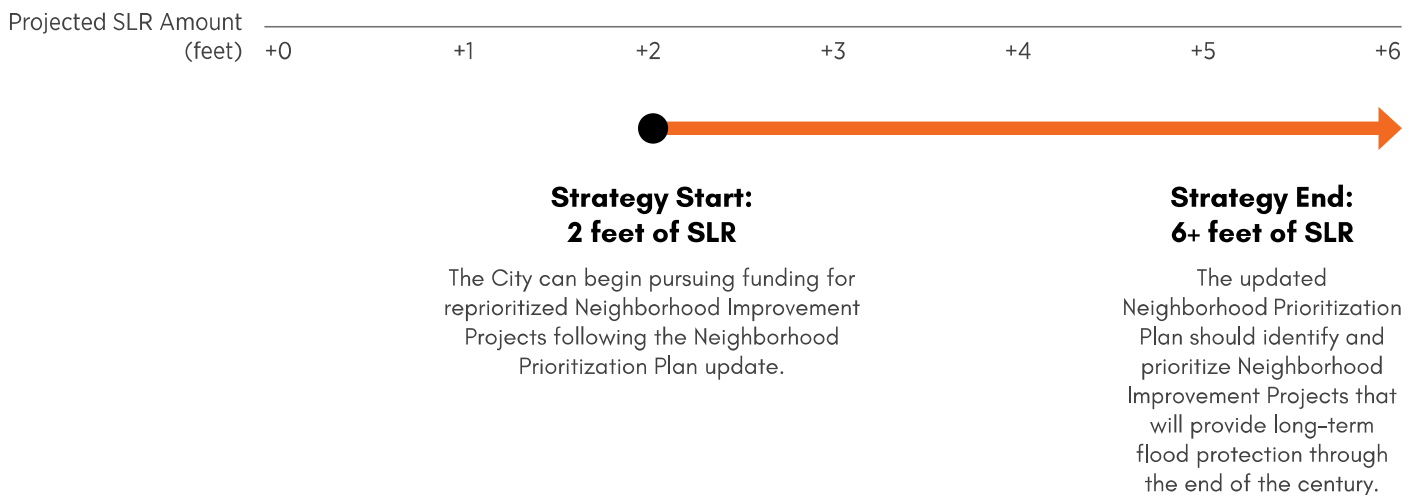 Projected SLR Amount
(feet)
+0 +1 +2 +3 +4 +5 +6
Strategy Start:
2 feet of SLR
The City can begin pursuing funding for
reprioritized Neighborhood Improvement
Projects following the Neighborhood
Prioritization Plan update.
Strategy End:
6+ feet of SLR
The updated
Neighborhood Prioritization
Plan should identify and
prioritize Neighborhood
Improvement Projects that
will provide long-term
flood protection through
the end of the century.